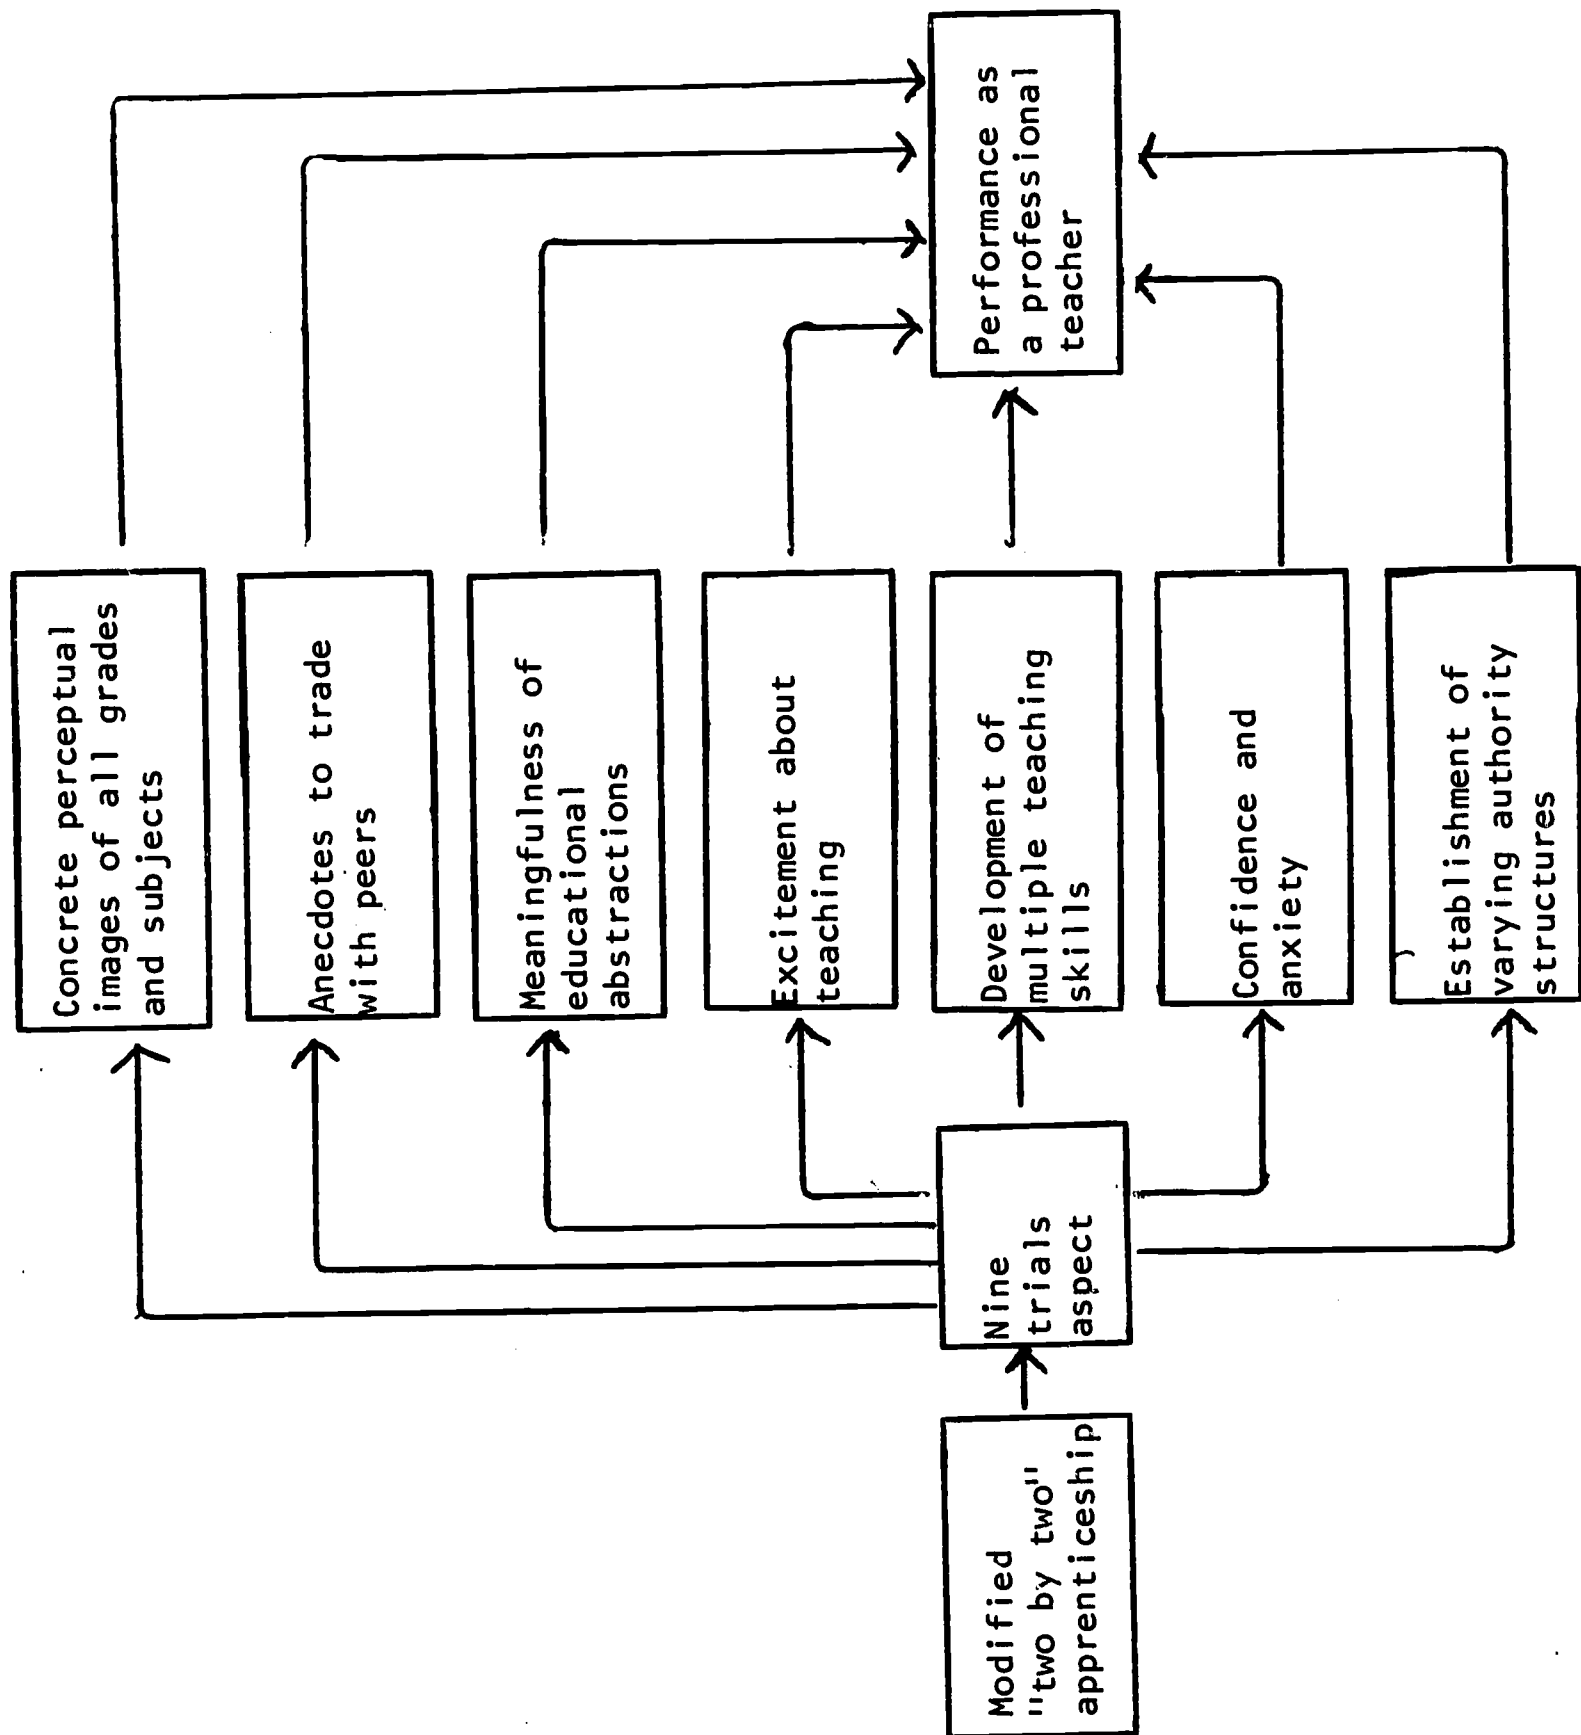 Modified
"two by two"
apprenticeship
Nine
trials
aspect
Concrete perceptual
images of all grades
and subjects
Anecdotes to trade
with peers
Meaningfulness of
educational
abstractions
Excitement about
teaching
Development of
multiple teaching
skills
Confidence and
anxiety
Establishment of
varying authority
structures
Performance as
a professional
teacher